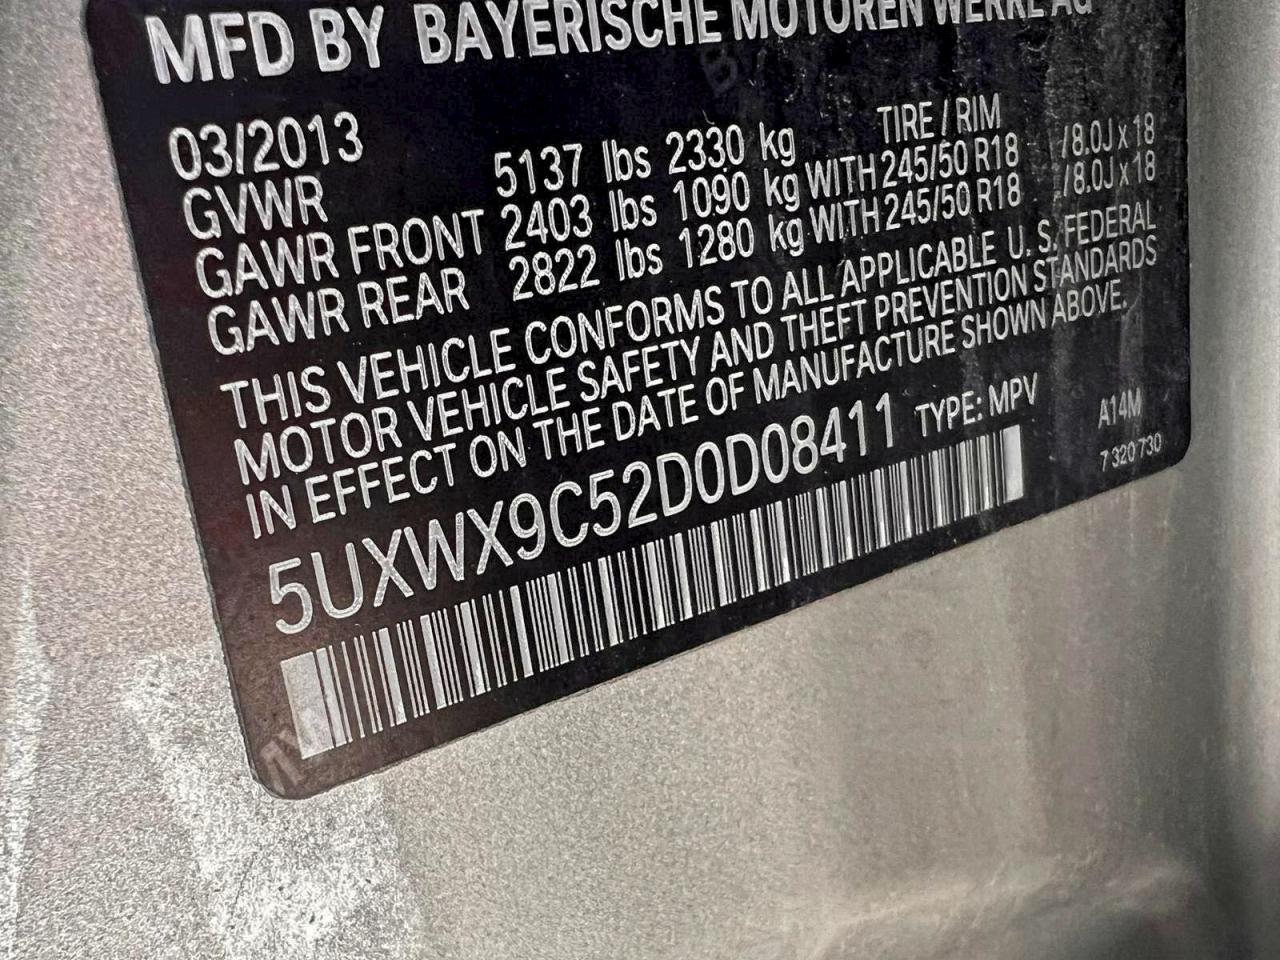 MFD BY BAYERISCHE MOTOREN WERKE AG
03/2013
TIRE / RIM
GVWR 5137 lbs 2330 kg
GAWR FRONT 2403 lbs 1090 kg WITH 245/50 R18 /8.0J x 18
GAWR REAR 2822 lbs 1280 kg WITH 245/50 R18 /8.0J x 18
THIS VEHICLE CONFORMS TO ALL APPLICABLE U. S. FEDERAL
MOTOR VEHICLE SAFETY AND THEFT PREVENTION STANDARDS
IN EFFECT ON THE DATE OF MANUFACTURE SHOWN ABOVE.
5UXWX9C52D0D08411 TYPE: MPV
A14M
7 320 730